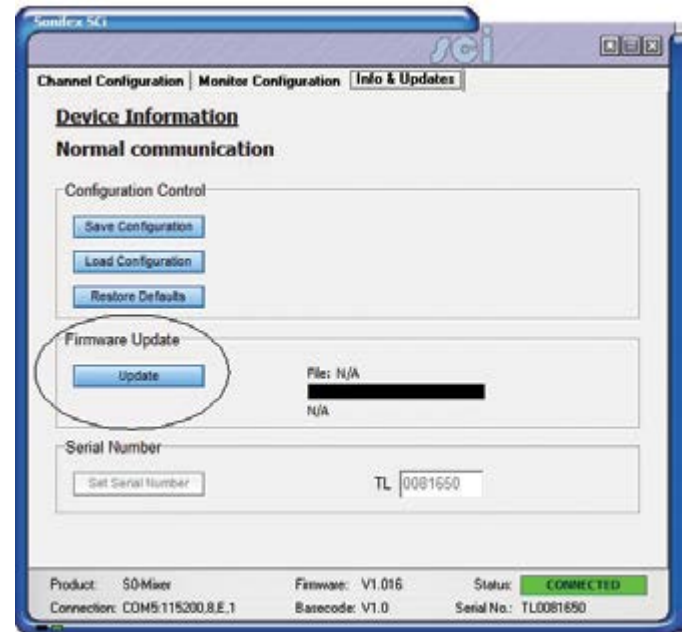 Sonifex SCi
sci
Channel Configuration Monitor Configuration Info & Updates
Device Information
Normal communication
Configuration Control
Save Configuration
Load Configuration
Restore Defaults
Firmware Update
Update File: N/A
N/A
Serial Number
Set Serial Number TL 0081650
Product: S0-Mixer Firmware: V1.016 Status: CONNECTED
Connection: COM5:115200,8,E,1 Basecode: V1.0 Serial No.: TL0081650